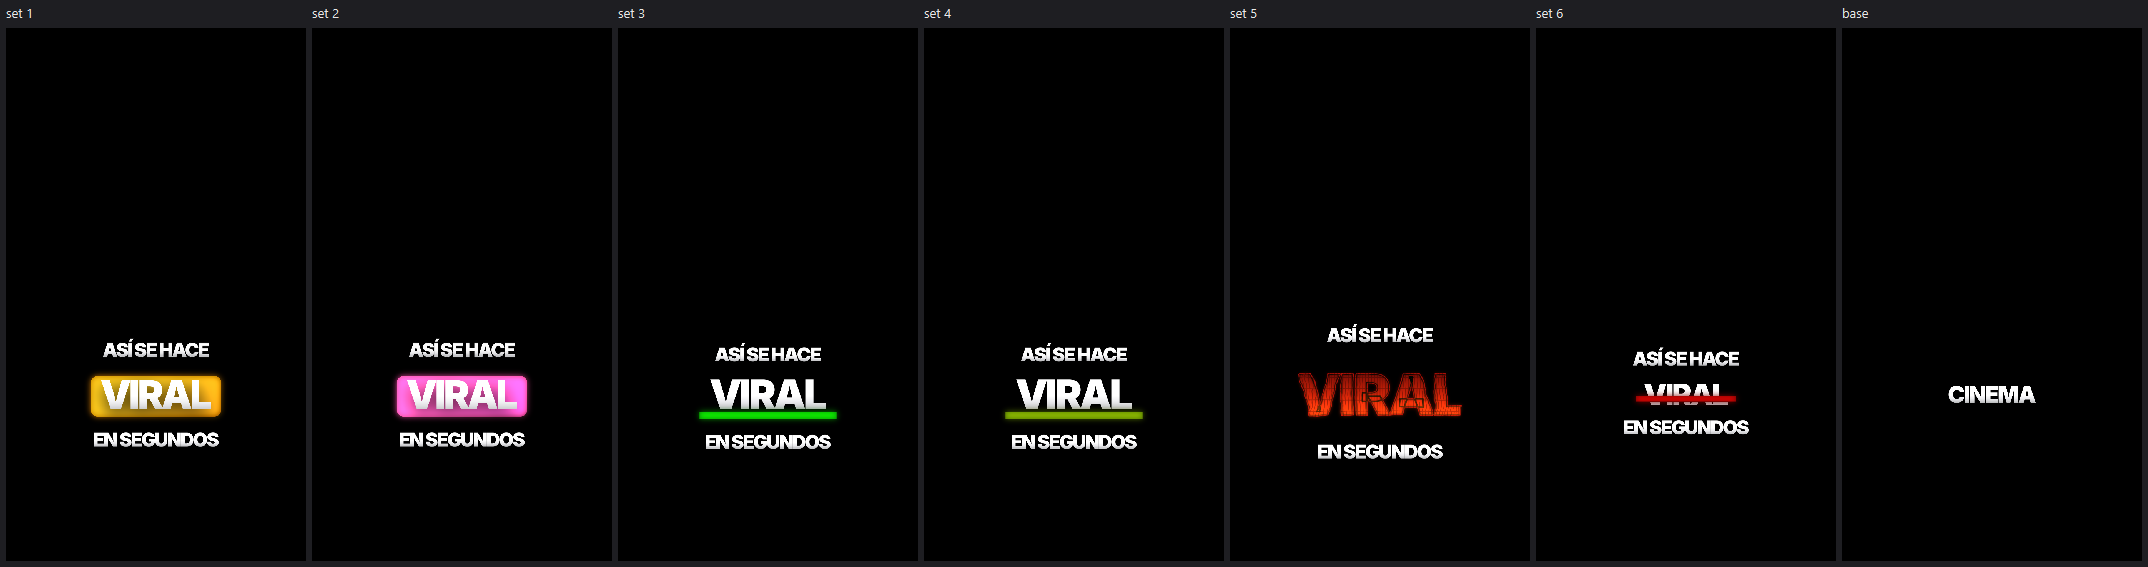 set 1
ASÍ SE HACE
VIRAL
EN SEGUNDOS
set 2
ASÍ SE HACE
VIRAL
EN SEGUNDOS
set 3
ASÍ SE HACE
VIRAL
EN SEGUNDOS
set 4
ASÍ SE HACE
VIRAL
EN SEGUNDOS
set 5
ASÍ SE HACE
VIRAL
EN SEGUNDOS
set 6
ASÍ SE HACE
VIRAL
EN SEGUNDOS
base
CINEMA